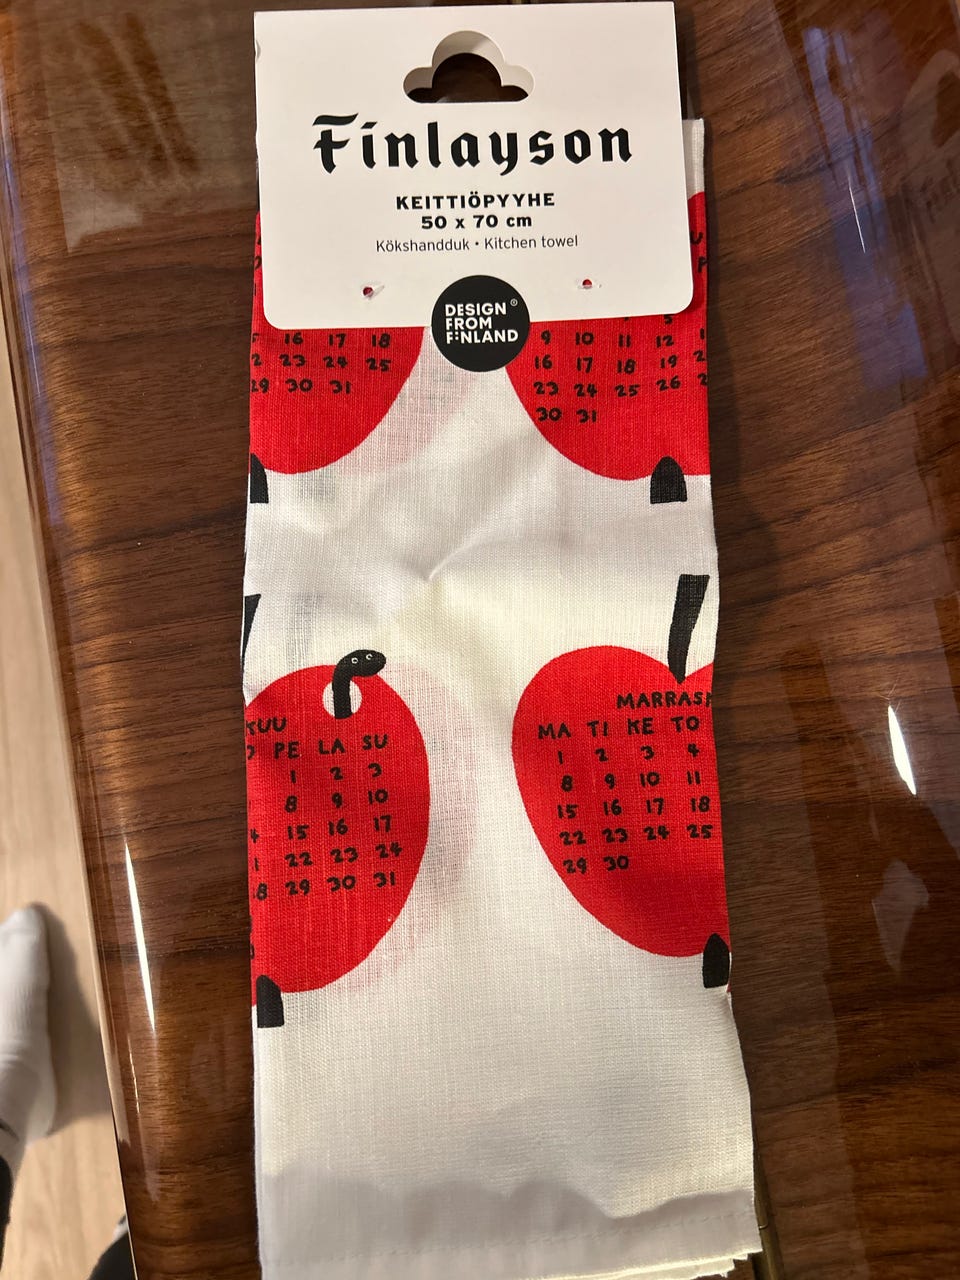 Finlayson
KEITTIÖPYYHE
50 x 70 cm
Kökshandduk • Kitchen towel
DESIGN
FROM
FINLAND
16 17 18
23 24 25
29 30 31
9 10 11 12
16 17 18 19
23 24 25 26
30 31
PE LA SU
1 2 3
8 9 10
15 16 17
22 23 24
29 30 31
MA TI KE TO
1 2 3 4
8 9 10 11
15 16 17 18
22 23 24 25
29 30